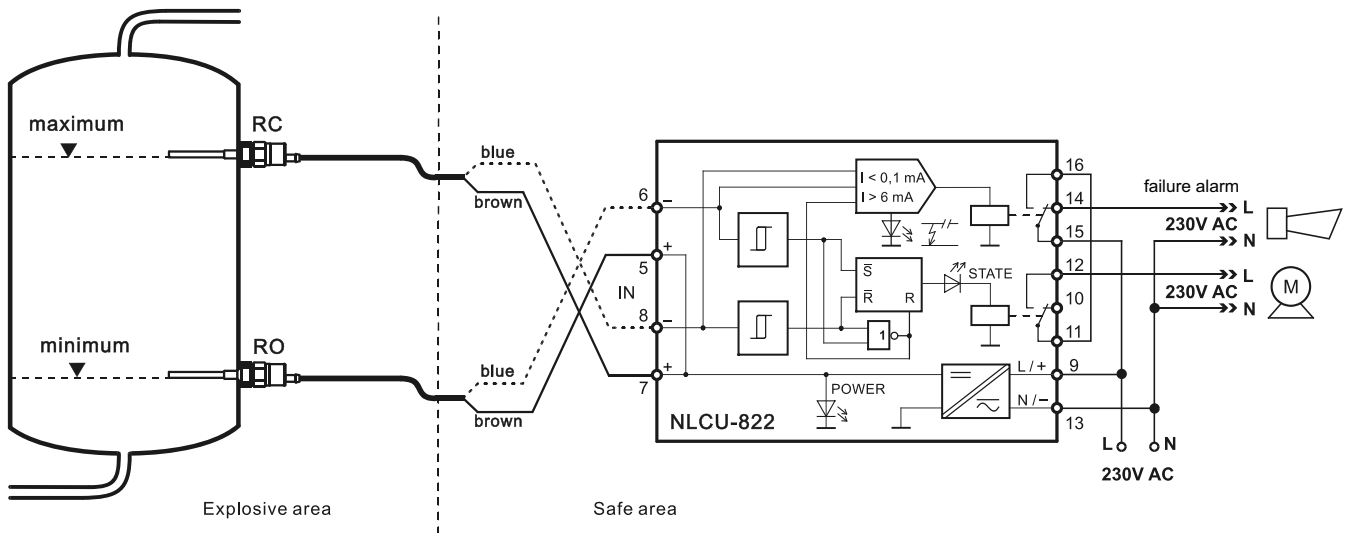 maximum
RC
blue
brown
minimum
RO
blue
brown
Explosive area
Safe area
6
−
+
5
IN
8
−
+
7
I < 0,1 mA
I > 6 mA
S̅
R̅
R
STATE
1
POWER
L / +
N / −
NLCU-822
16
14
15
12
10
11
9
13
failure alarm
L
230V AC
N
L
230V AC
N
M
L
N
230V AC